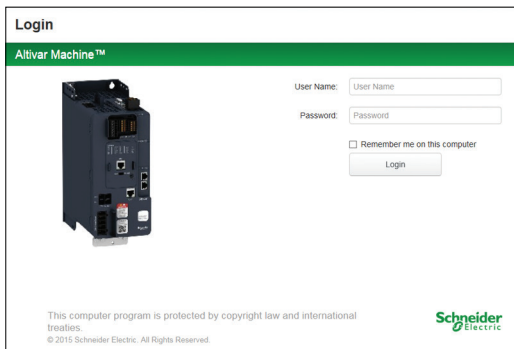 Login
Altivar Machine™
User Name:
User Name
Password:
Password
Remember me on this computer
Login
This computer program is protected by copyright law and international
treaties.
© 2015 Schneider Electric. All Rights Reserved.
Schneider
Electric